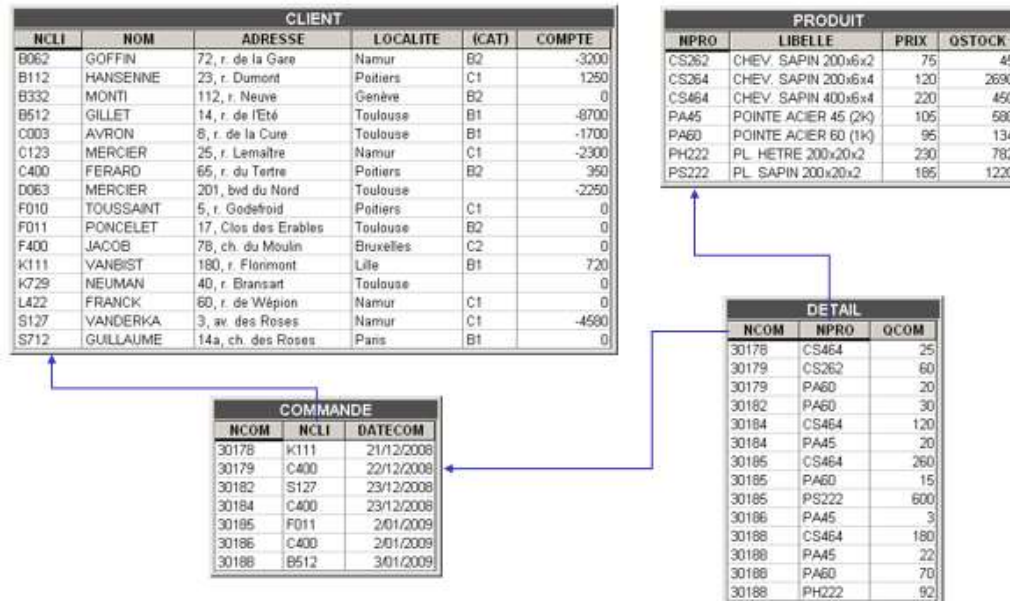 CLIENT
NCLI NOM ADRESSE LOCALITE (CAT) COMPTE
B062 GOFFIN 72, r. de la Gare Namur B2 -3200
B112 HANSENNE 23, r. Dumont Poitiers C1 1250
B332 MONTI 112, r. Neuve Genève B2 0
B512 GILLET 14, r. de l'Eté Toulouse B1 -8700
C003 AVRON 8, r. de la Cure Toulouse B1 -1700
C123 MERCIER 25, r. Lemaître Namur C1 -2300
C400 FERARD 65, r. du Tertre Poitiers B2 350
D063 MERCIER 201, bvd du Nord Toulouse -2250
F010 TOUSSAINT 5, r. Godefroid Poitiers C1 0
F011 PONCELET 17, Clos des Erables Toulouse B2 0
F400 JACOB 78, ch. du Moulin Bruxelles C2 0
K111 VANBIST 180, r. Florimont Lille B1 720
K729 NEUMAN 40, r. Bransart Toulouse 0
L422 FRANCK 60, r. de Wépion Namur C1 0
S127 VANDERKA 3, av. des Roses Namur C1 -4580
S712 GUILLAUME 14a, ch. des Roses Paris B1 0
PRODUIT
NPRO LIBELLE PRIX QSTOCK
CS262 CHEV. SAPIN 200x6x2 75 45
CS264 CHEV. SAPIN 200x6x4 120 2690
CS464 CHEV. SAPIN 400x6x4 220 450
PA45 POINTE ACIER 45 (2K) 105 580
PA60 POINTE ACIER 60 (1K) 95 134
PH222 PL. HETRE 200x20x2 230 782
PS222 PL. SAPIN 200x20x2 185 1220
COMMANDE
NCOM NCLI DATECOM
30178 K111 21/12/2008
30179 C400 22/12/2008
30182 S127 23/12/2008
30184 C400 23/12/2008
30185 F011 2/01/2009
30186 C400 2/01/2009
30188 B512 3/01/2009
DETAIL
NCOM NPRO QCOM
30178 CS464 25
30179 CS262 60
30179 PA60 20
30182 PA60 30
30184 CS464 120
30184 PA45 20
30185 CS464 260
30185 PA60 15
30185 PS222 600
30186 PA45 3
30188 CS464 180
30188 PA45 22
30188 PA60 70
30188 PH222 92